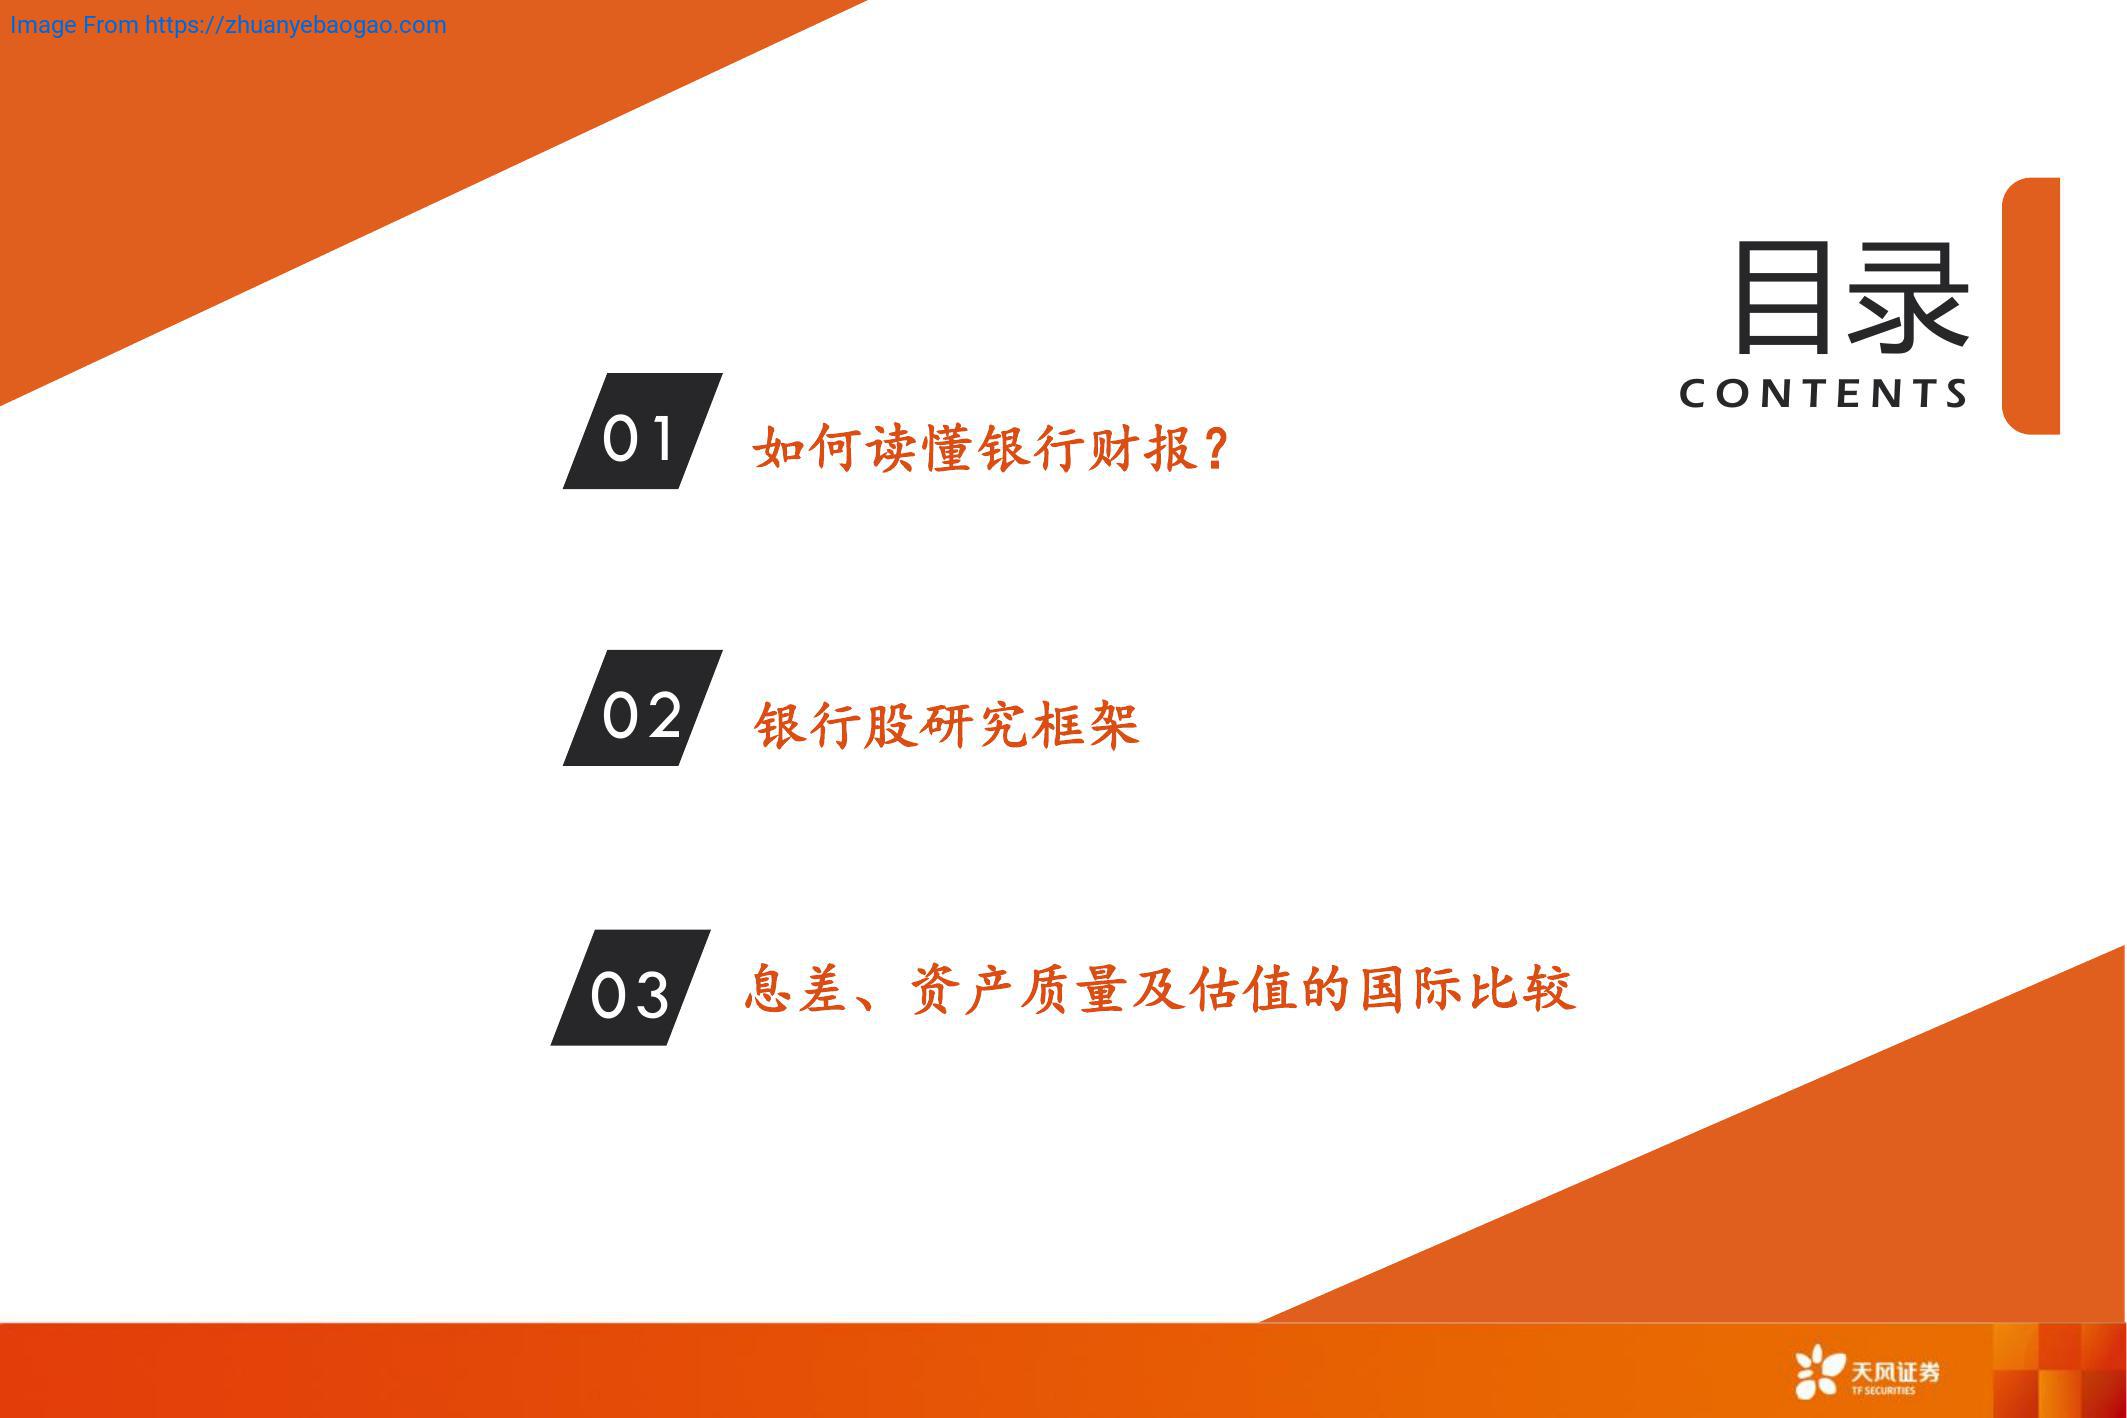 Image From https://zhuanyebaogao.com
目录
CONTENTS
01 如何读懂银行财报？
02 银行股研究框架
03 息差、资产质量及估值的国际比较
天风证券
TF SECURITIES